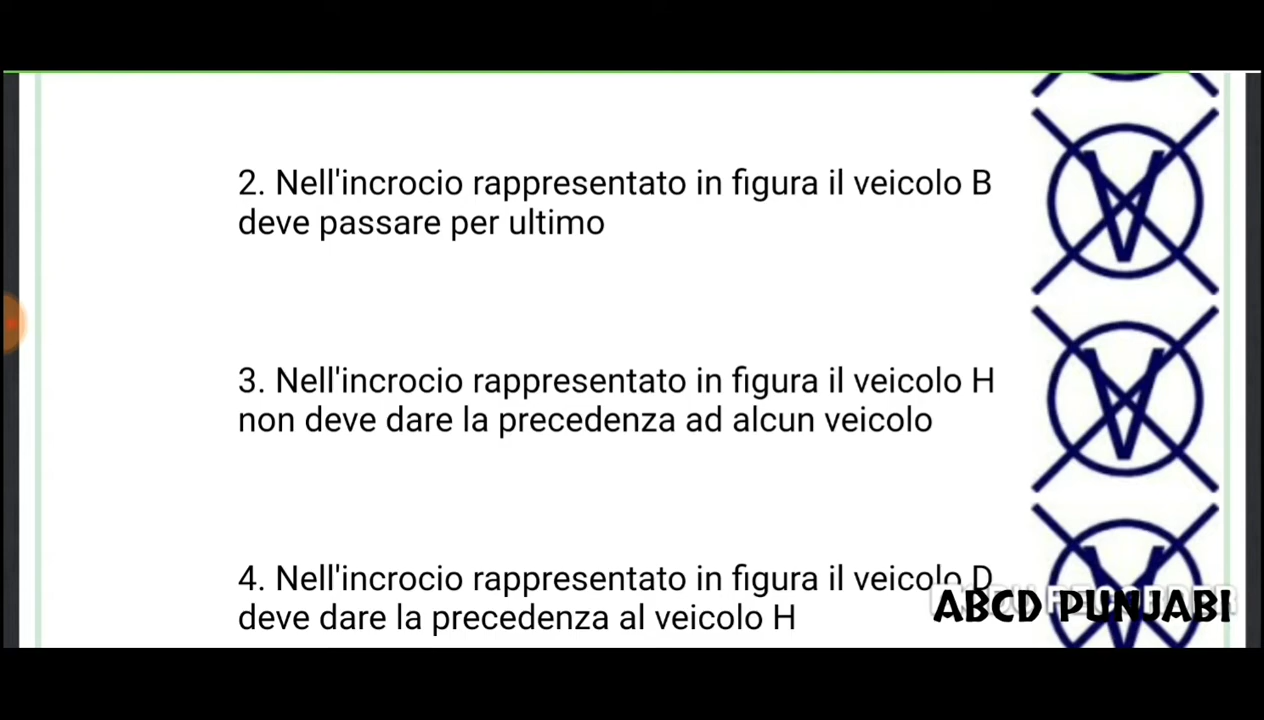 2. Nell'incrocio rappresentato in figura il veicolo B
deve passare per ultimo
V
3. Nell'incrocio rappresentato in figura il veicolo H
non deve dare la precedenza ad alcun veicolo
V
4. Nell'incrocio rappresentato in figura il veicolo D
deve dare la precedenza al veicolo H
V
ABCD PUNJABI